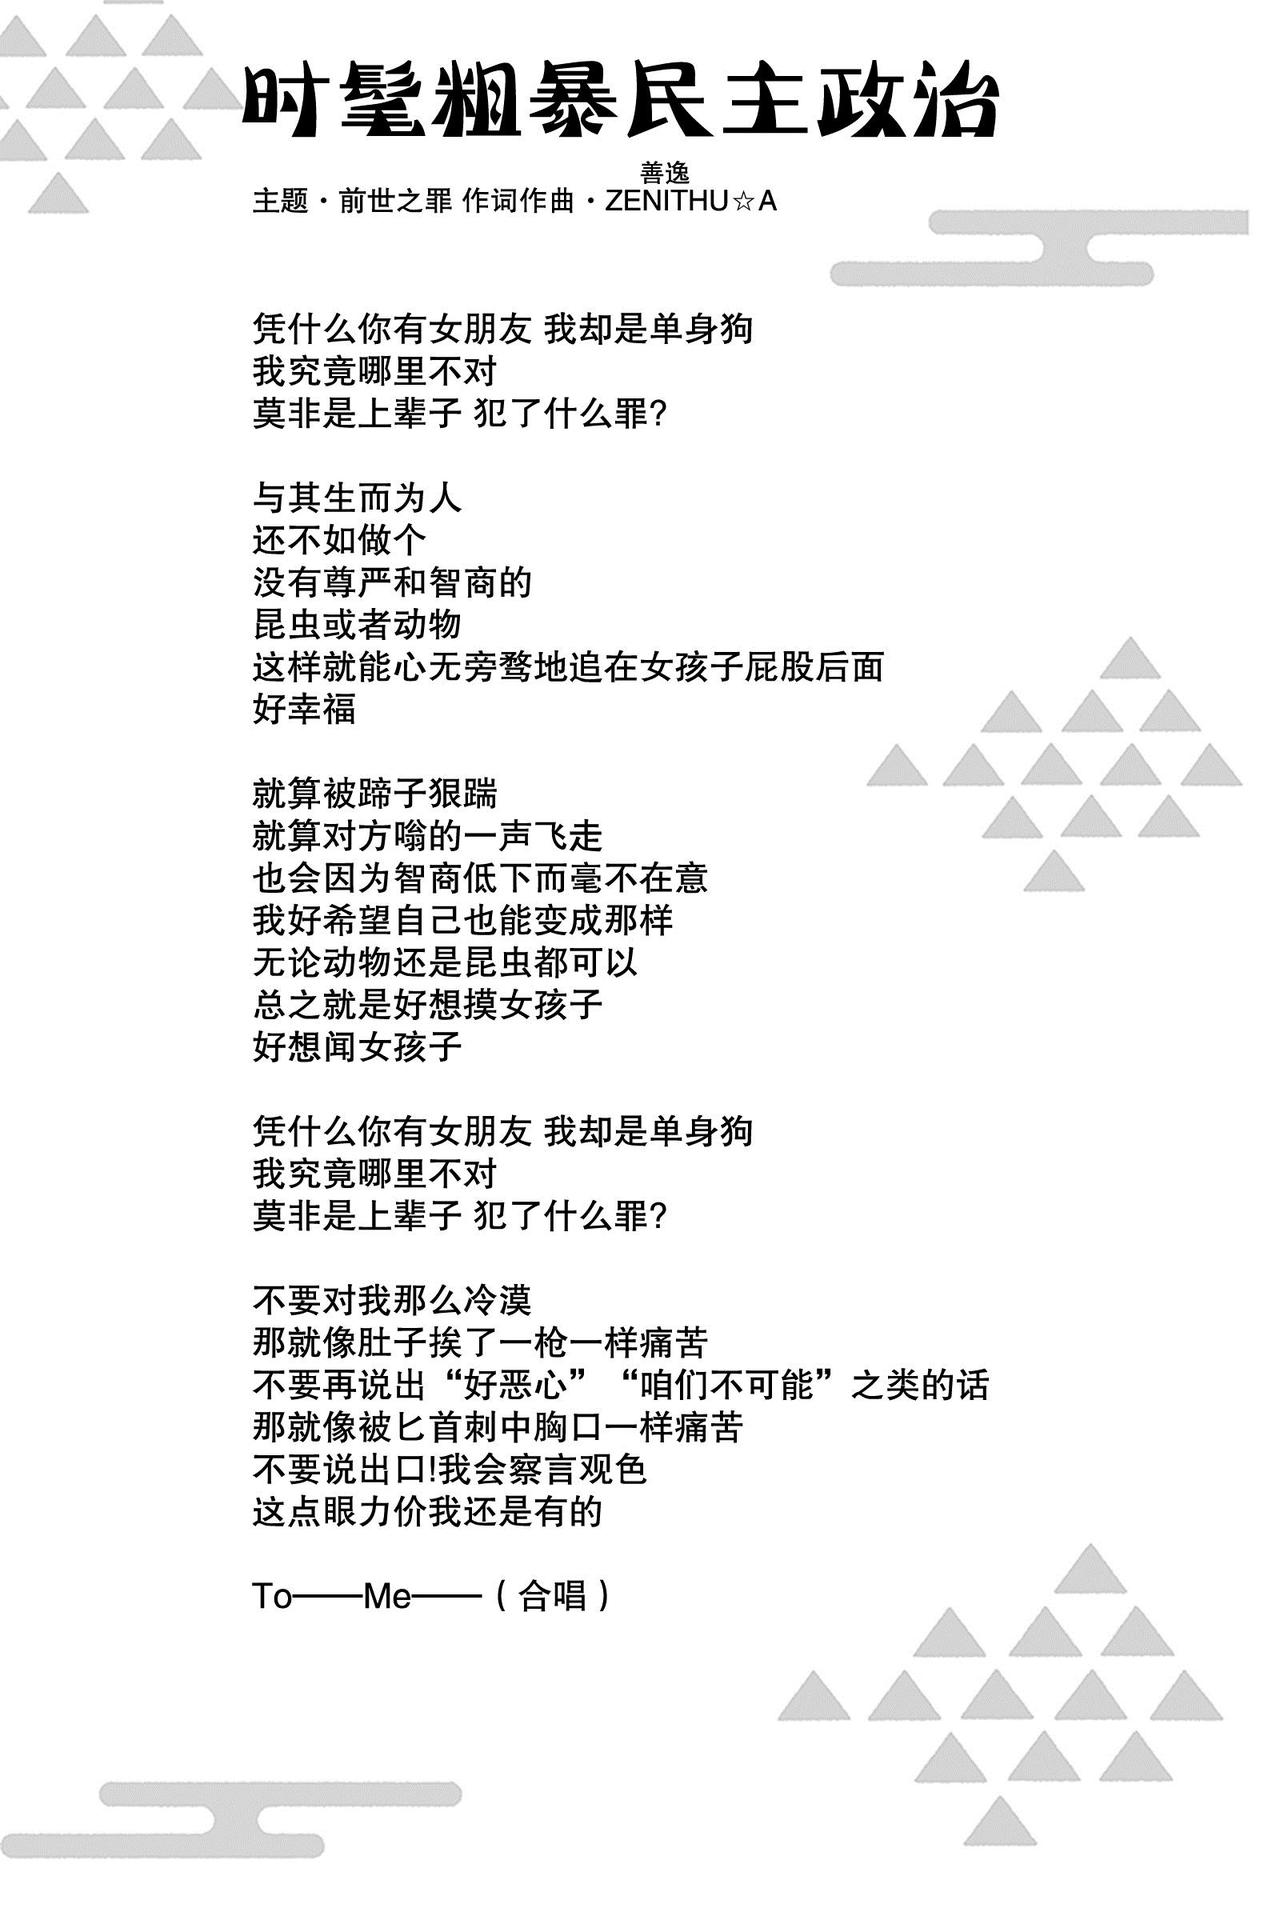 时髦粗暴民主政治
善逸
主题・前世之罪 作词作曲・ZENITHU☆A
凭什么你有女朋友 我却是单身狗
我究竟哪里不对
莫非是上辈子 犯了什么罪?
与其生而为人
还不如做个
没有尊严和智商的
昆虫或者动物
这样就能心无旁骛地追在女孩子屁股后面
好幸福
就算被蹄子狠踹
就算对方嗡的一声飞走
也会因为智商低下而毫不在意
我好希望自己也能变成那样
无论动物还是昆虫都可以
总之就是好想摸女孩子
好想闻女孩子
凭什么你有女朋友 我却是单身狗
我究竟哪里不对
莫非是上辈子 犯了什么罪?
不要对我那么冷漠
那就像肚子挨了一枪一样痛苦
不要再说出“好恶心”“咱们不可能”之类的话
那就像被匕首刺中胸口一样痛苦
不要说出口!我会察言观色
这点眼力价我还是有的
To——Me——(合唱)